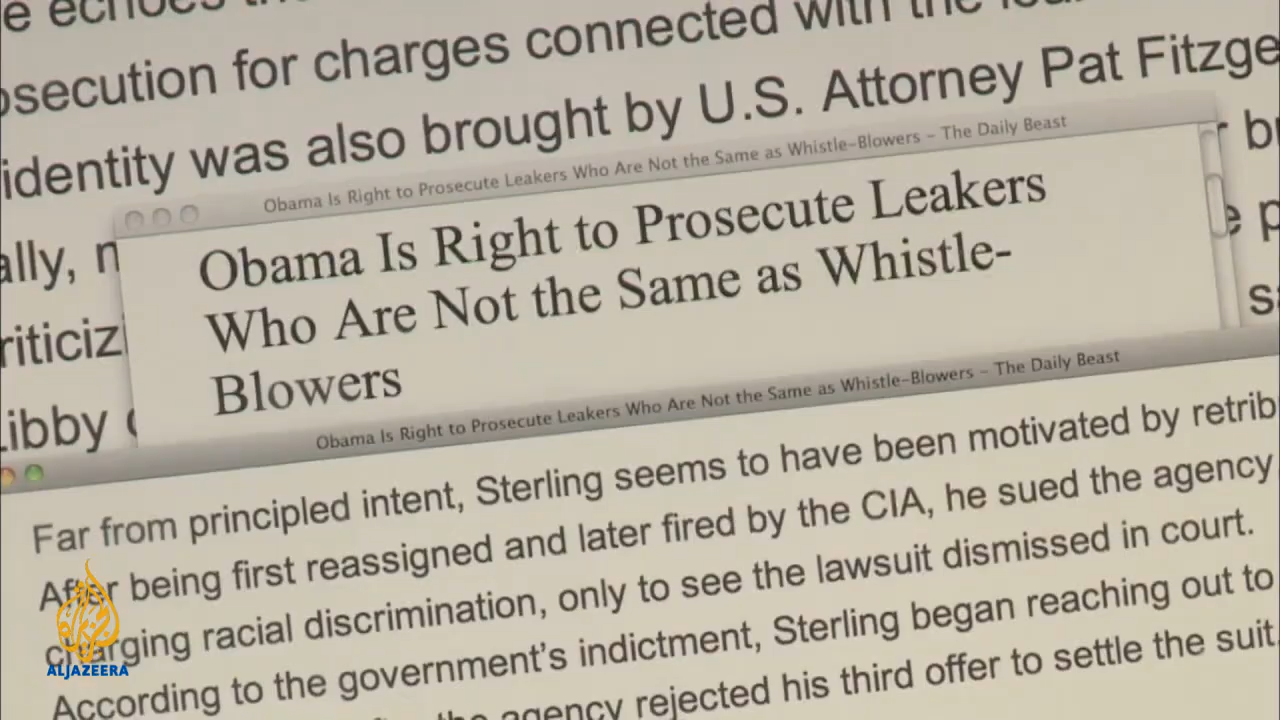 prosecution for charges connected with the
identity was also brought by U.S. Attorney Pat
Obama Is Right to Prosecute Leakers Who Are Not the Same as Whistle-Blowers – The Daily Beast
Obama Is Right to Prosecute Leakers
Who Are Not the Same as Whistle-
Blowers
Libby
Obama Is Right to Prosecute Leakers Who Are Not the Same as Whistle-Blowers – The Daily Beast
Far from principled intent, Sterling seems to have been motivated by retrib
After being first reassigned and later fired by the CIA, he sued the agency
charging racial discrimination, only to see the lawsuit dismissed in court.
According to the government's indictment, Sterling began reaching out to
the agency rejected his third offer to settle the suit
ALJAZEERA